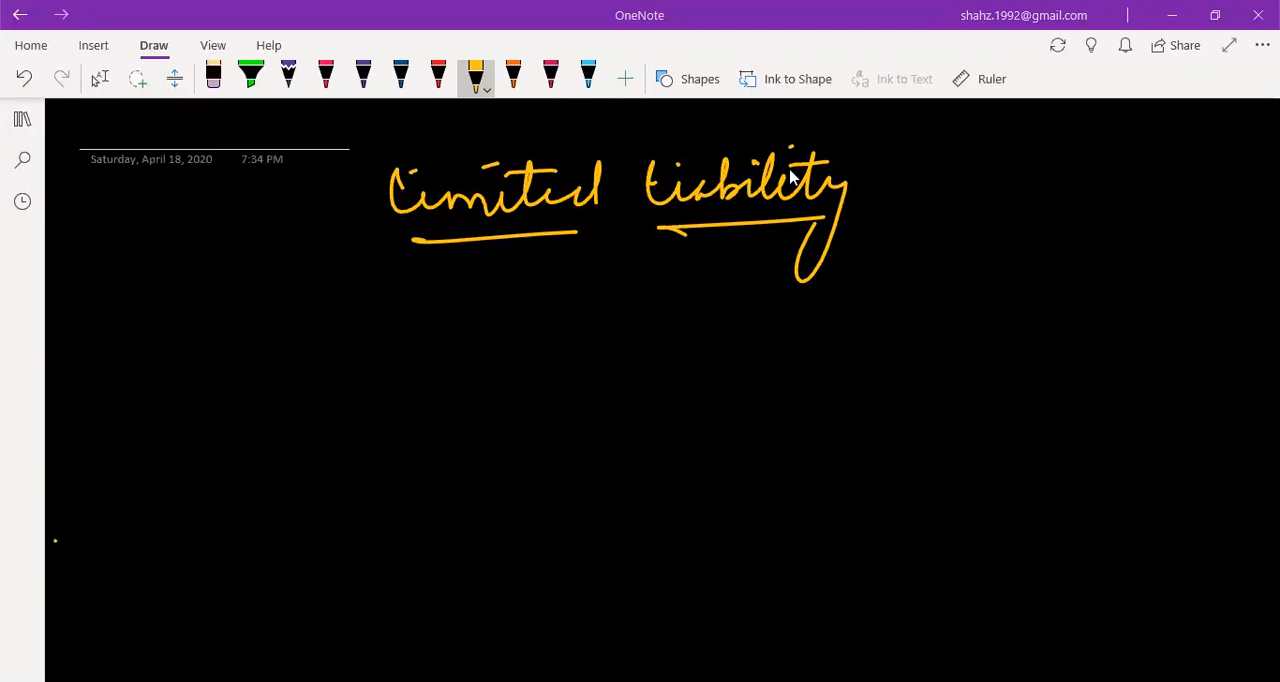 OneNote
shahz.1992@gmail.com
Home Insert Draw View Help
Share
Shapes Ink to Shape Ink to Text Ruler
Saturday, April 18, 2020 7:34 PM
Limited Liability